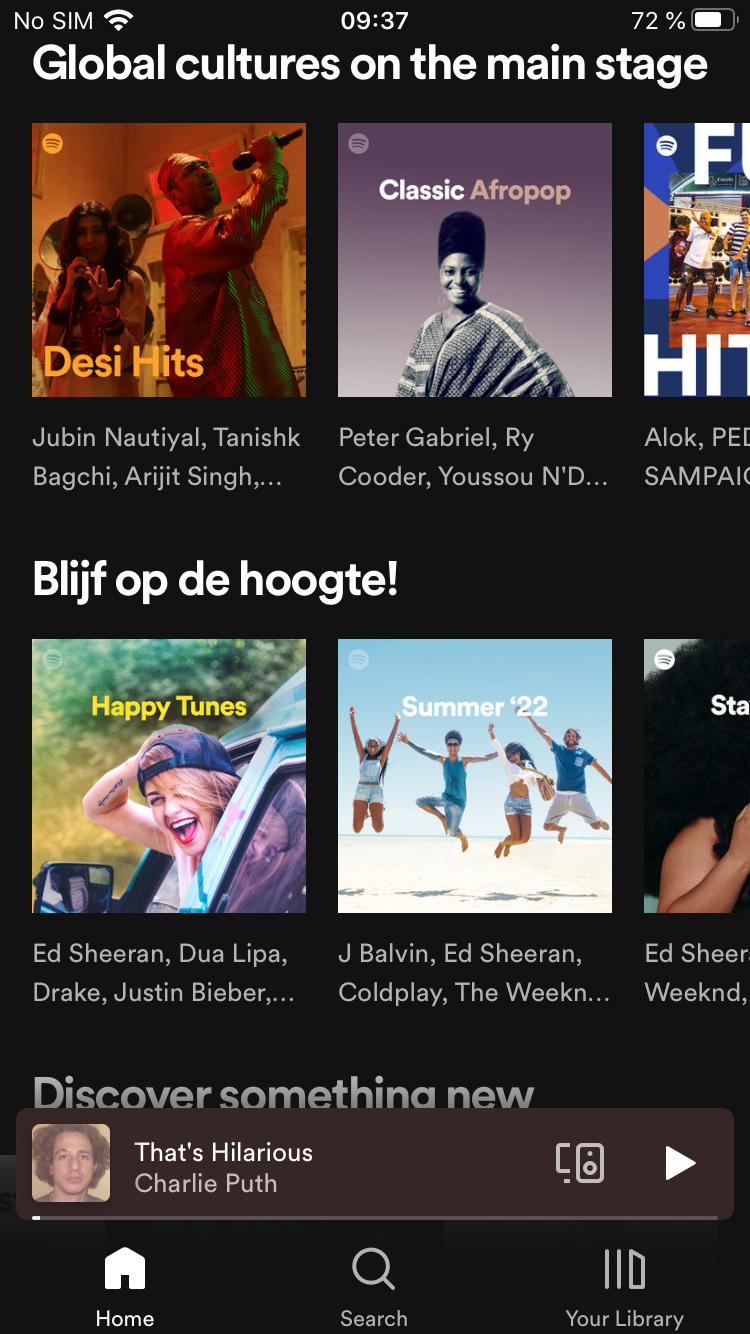 No SIM 09:37 72 %
Global cultures on the main stage
Desi Hits
Classic Afropop
FU
HIT
Jubin Nautiyal, Tanishk
Bagchi, Arijit Singh,...
Peter Gabriel, Ry
Cooder, Youssou N'D...
Alok, PED
SAMPAIO
Blijf op de hoogte!
Happy Tunes
Summer ‘22
Sta
Ed Sheeran, Dua Lipa,
Drake, Justin Bieber,...
J Balvin, Ed Sheeran,
Coldplay, The Weekn...
Ed Sheer
Weeknd,
Discover something new
That's Hilarious
Charlie Puth
Home
Search
Your Library